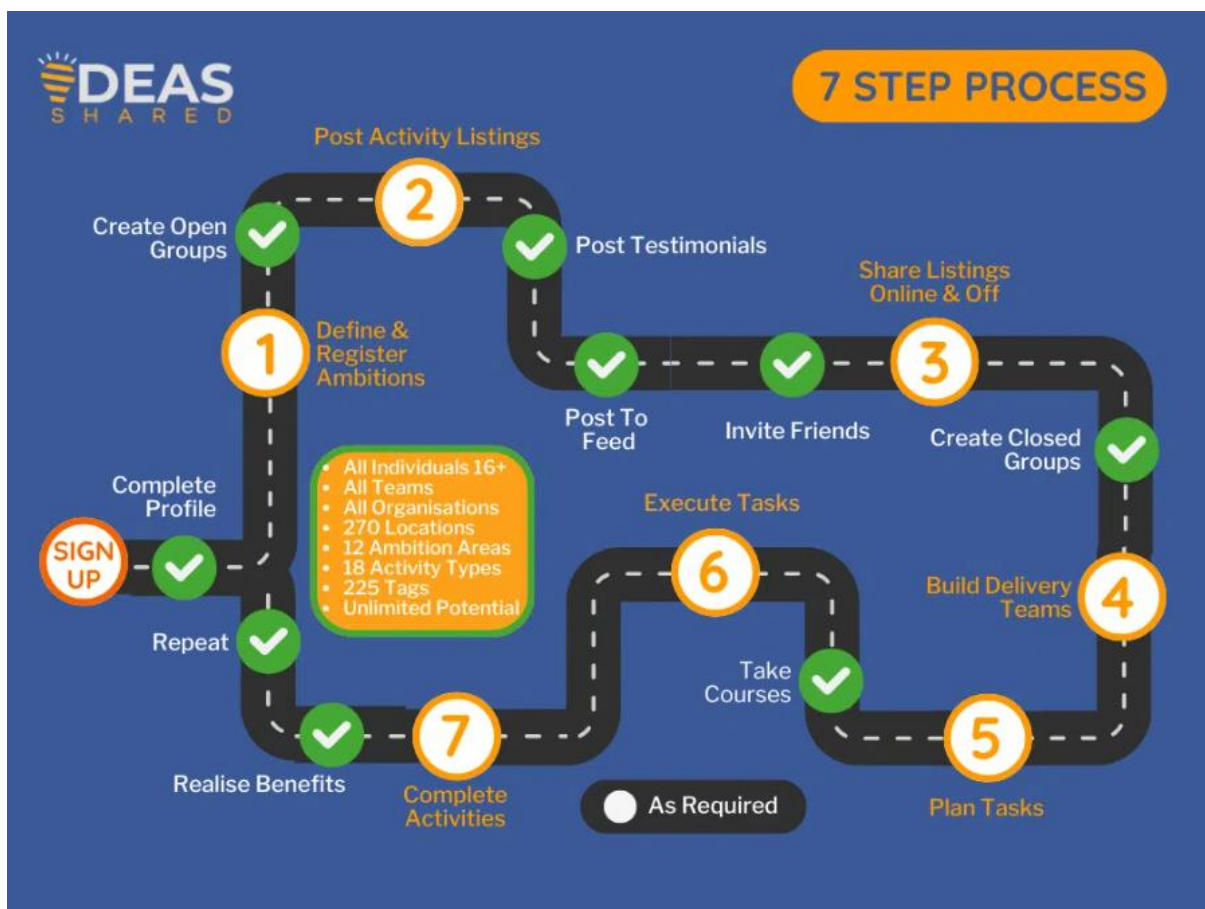 IDEAS
SHARED
7 STEP PROCESS
Post Activity Listings
2
Create Open
Groups
Post Testimonials
Share Listings
Online & Off
1
Define &
Register
Ambitions
3
Post To
Feed
Invite Friends
Create Closed
Groups
Complete
Profile
• All Individuals 16+
• All Teams
• All Organisations
• 270 Locations
• 12 Ambition Areas
• 18 Activity Types
• 225 Tags
• Unlimited Potential
Execute Tasks
SIGN
UP
6
Build Delivery
Teams
4
Repeat
Take
Courses
7
5
Realise Benefits
Complete
Activities
As Required
Plan Tasks